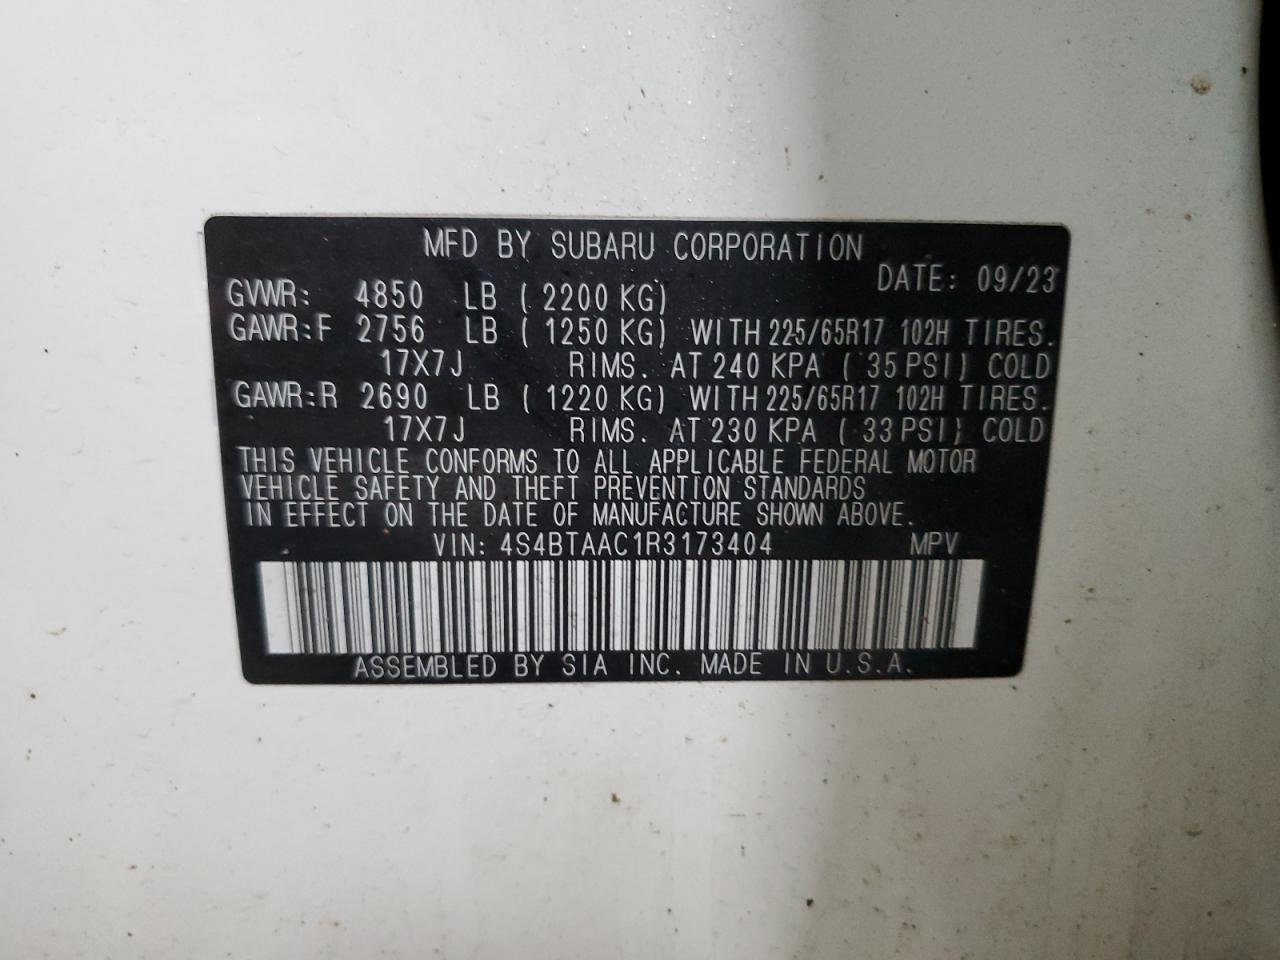 MFD BY SUBARU CORPORATION
DATE: 09/23
GVWR: 4850 LB ( 2200 KG)
GAWR:F 2756 LB ( 1250 KG) WITH 225/65R17 102H TIRES.
17X7J RIMS. AT 240 KPA ( 35 PSI) COLD
GAWR:R 2690 LB ( 1220 KG) WITH 225/65R17 102H TIRES.
17X7J RIMS. AT 230 KPA ( 33 PSI) COLD
THIS VEHICLE CONFORMS TO ALL APPLICABLE FEDERAL MOTOR
VEHICLE SAFETY AND THEFT PREVENTION STANDARDS
IN EFFECT ON THE DATE OF MANUFACTURE SHOWN ABOVE.
VIN: 4S4BTAAC1R3173404 MPV
ASSEMBLED BY SIA INC. MADE IN U.S.A.